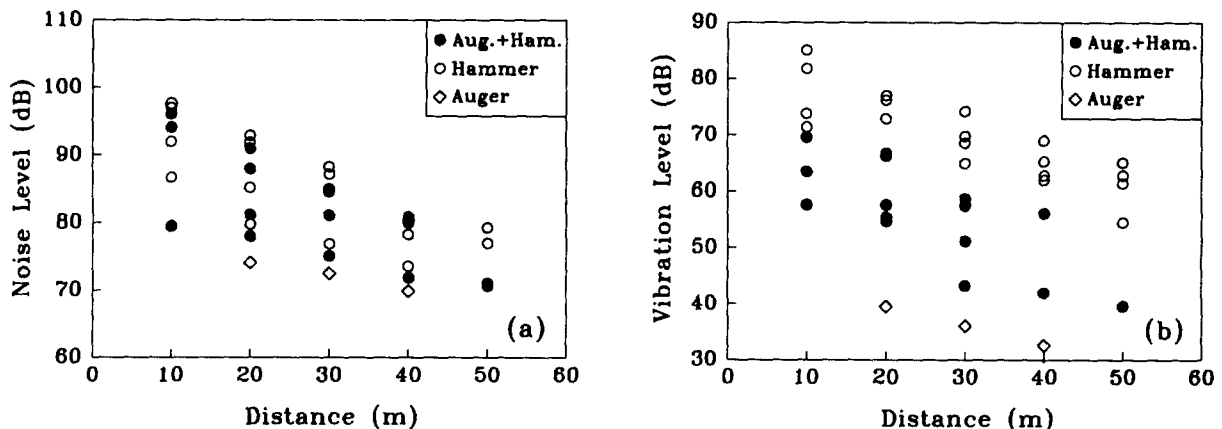 110
100
90
80
70
60
Noise Level (dB)
Aug.+Ham.
Hammer
Auger
(a)
0 10 20 30 40 50 60
Distance (m)
90
80
70
60
50
40
30
Vibration Level (dB)
Aug.+Ham.
Hammer
Auger
(b)
0 10 20 30 40 50 60
Distance (m)